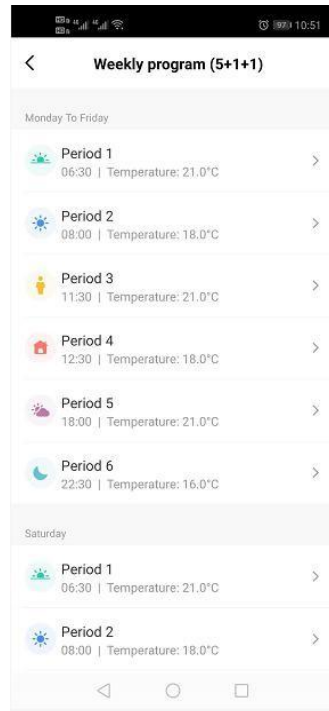 97 10:51
Weekly program (5+1+1)
Monday To Friday
Period 1
06:30 | Temperature: 21.0°C
Period 2
08:00 | Temperature: 18.0°C
Period 3
11:30 | Temperature: 21.0°C
Period 4
12:30 | Temperature: 18.0°C
Period 5
18:00 | Temperature: 21.0°C
Period 6
22:30 | Temperature: 16.0°C
Saturday
Period 1
06:30 | Temperature: 21.0°C
Period 2
08:00 | Temperature: 18.0°C